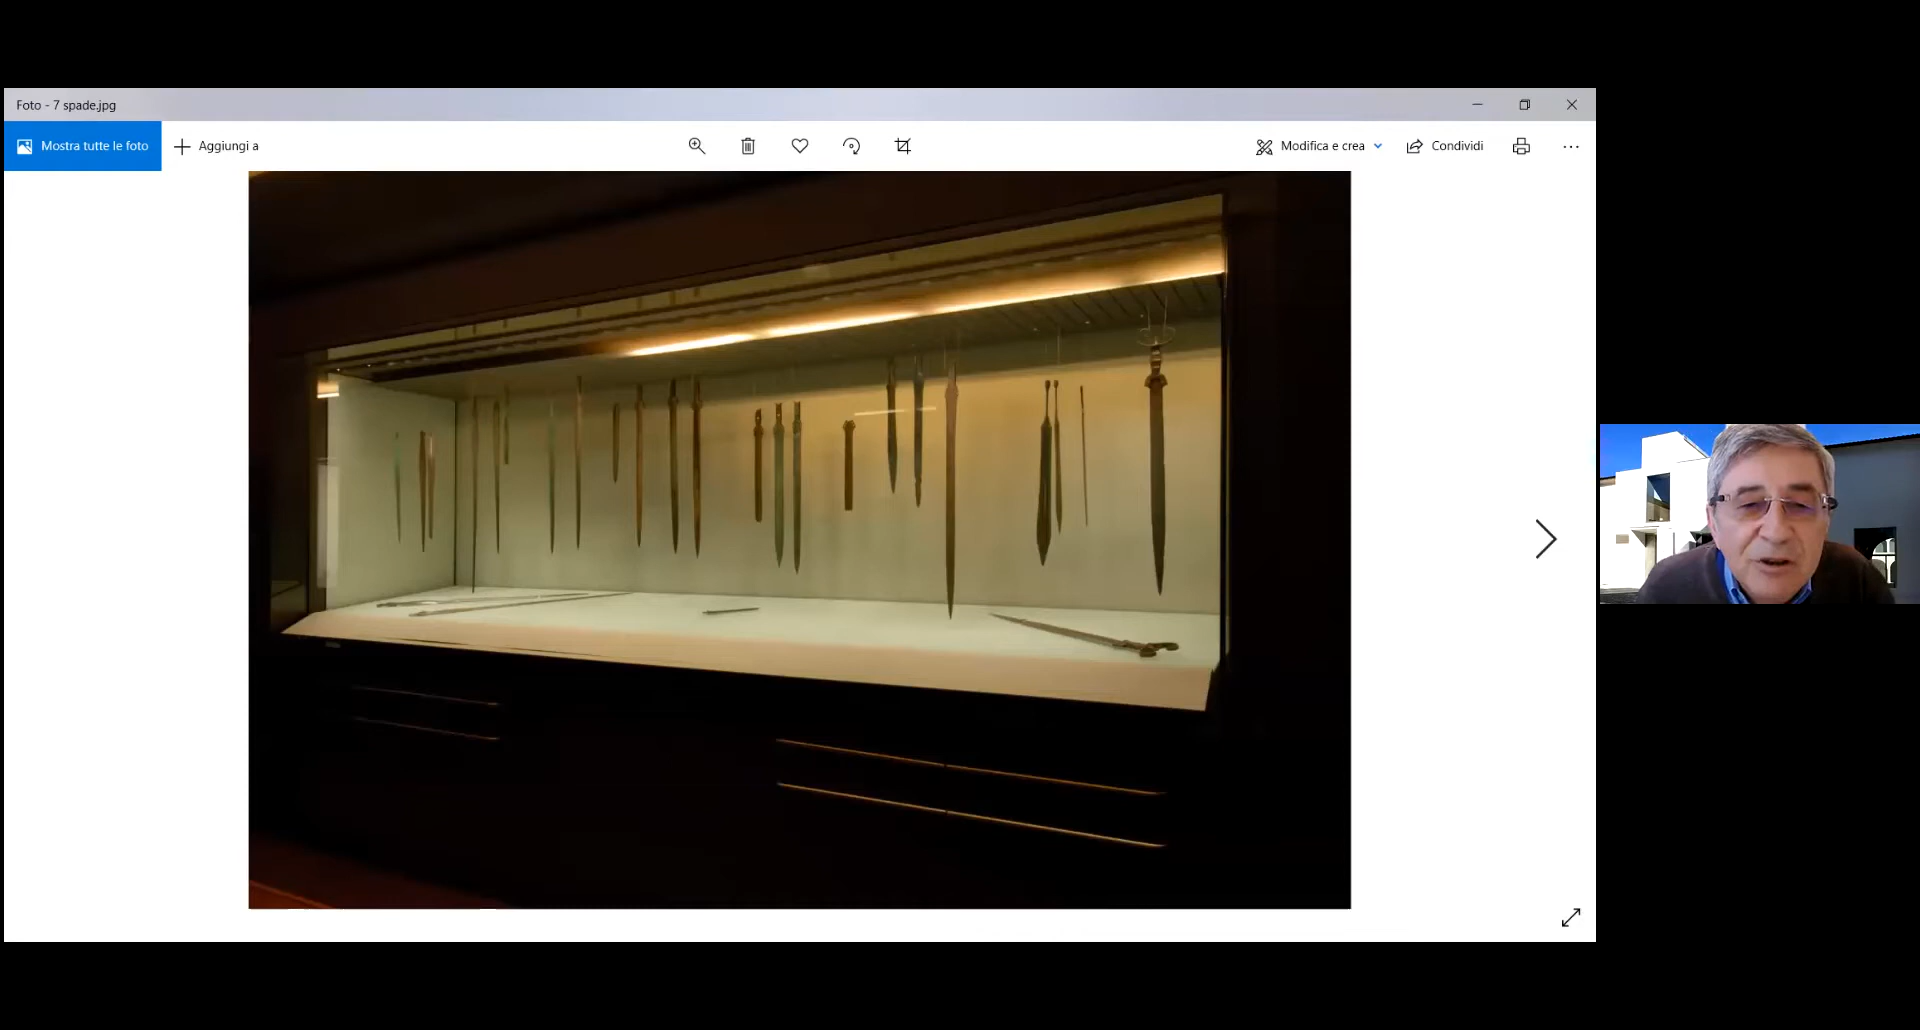 Foto - 7 spade.jpg
Mostra tutte le foto
Aggiungi a
Modifica e crea
Condividi